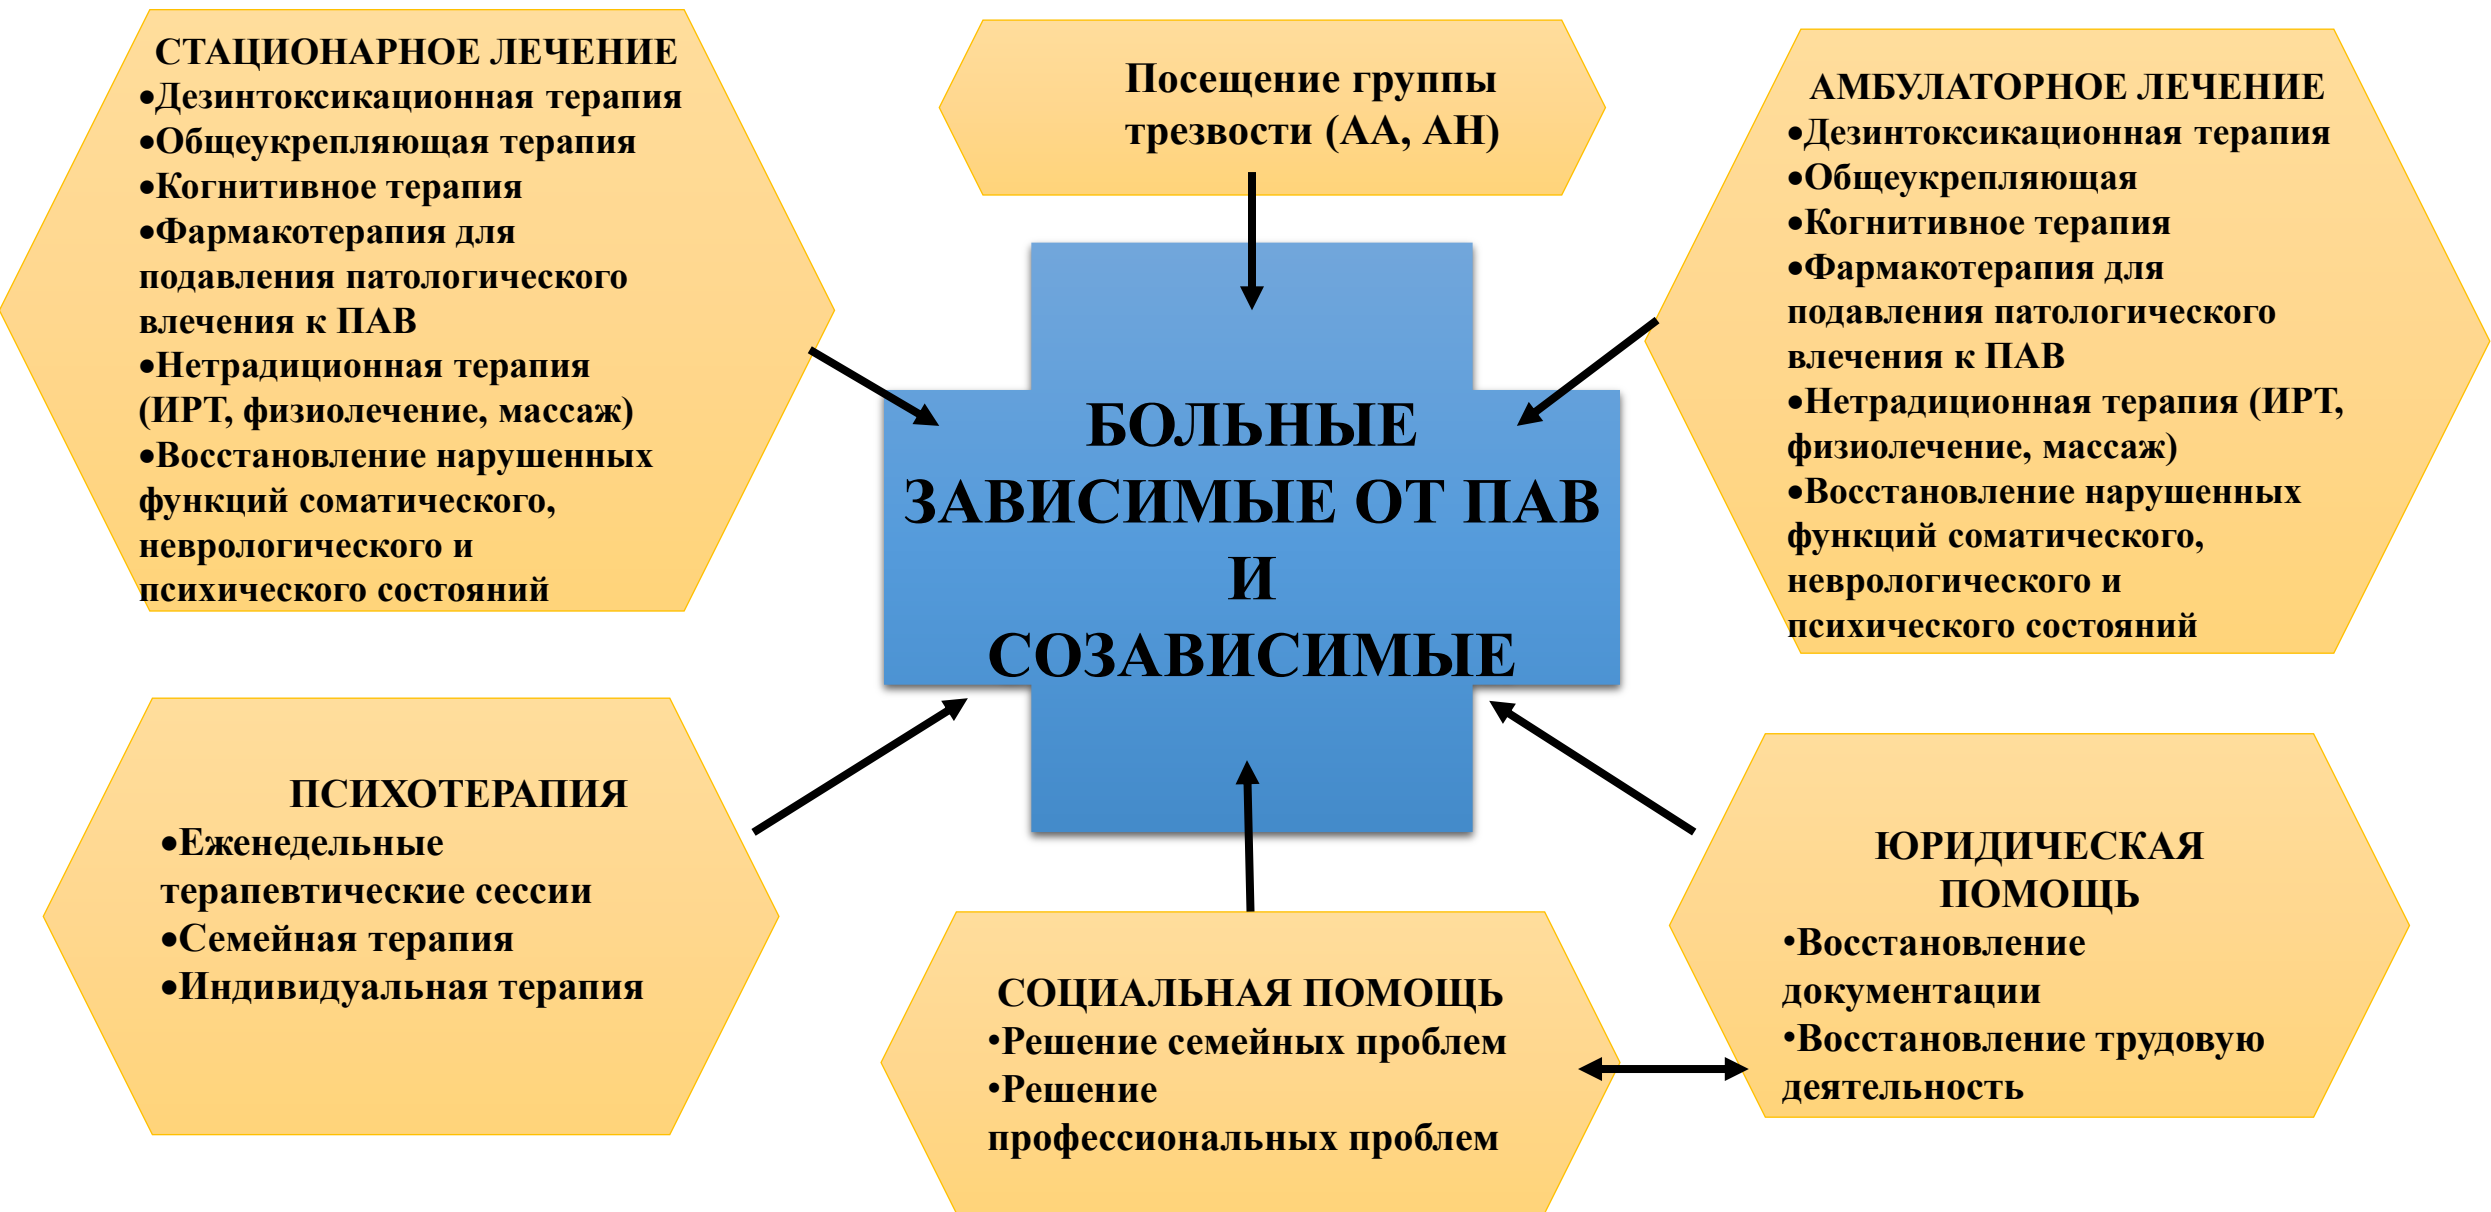 СТАЦИОНАРНОЕ ЛЕЧЕНИЕ
•Дезинтоксикационная терапия
•Общеукрепляющая терапия
•Когнитивное терапия
•Фармакотерапия для
подавления патологического
влечения к ПАВ
•Нетрадиционная терапия
(ИРТ, физиолечение, массаж)
•Восстановление нарушенных
функций соматического,
неврологического и
психического состояний
Посещение группы
трезвости (АА, АН)
АМБУЛАТОРНОЕ ЛЕЧЕНИЕ
•Дезинтоксикационная терапия
•Общеукрепляющая
•Когнитивное терапия
•Фармакотерапия для
подавления патологического
влечения к ПАВ
•Нетрадиционная терапия (ИРТ,
физиолечение, массаж)
•Восстановление нарушенных
функций соматического,
неврологического и
психического состояний
БОЛЬНЫЕ
ЗАВИСИМЫЕ ОТ ПАВ
И
СОЗАВИСИМЫЕ
ПСИХОТЕРАПИЯ
•Еженедельные
терапевтические сессии
•Семейная терапия
•Индивидуальная терапия
СОЦИАЛЬНАЯ ПОМОЩЬ
•Решение семейных проблем
•Решение
профессиональных проблем
ЮРИДИЧЕСКАЯ
ПОМОЩЬ
•Восстановление
документации
•Восстановление трудовую
деятельность